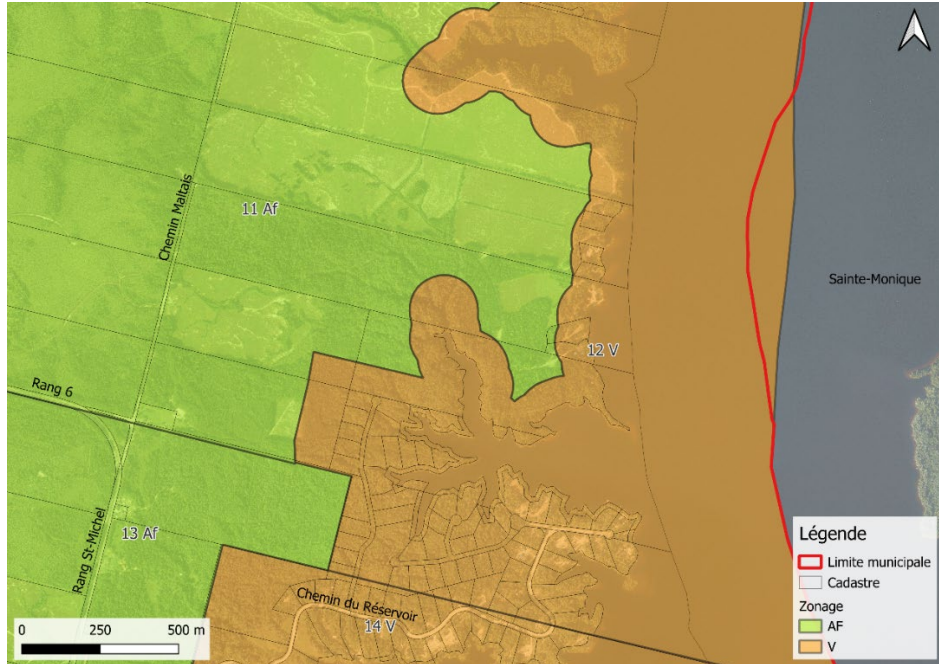 Chemin Maltais
11 Af
Sainte-Monique
12 V
Rang 6
13 Af
Rang St-Michel
Chemin du Réservoir
14 V
0 250 500 m
Légende
Limite municipale
Cadastre
Zonage
AF
V